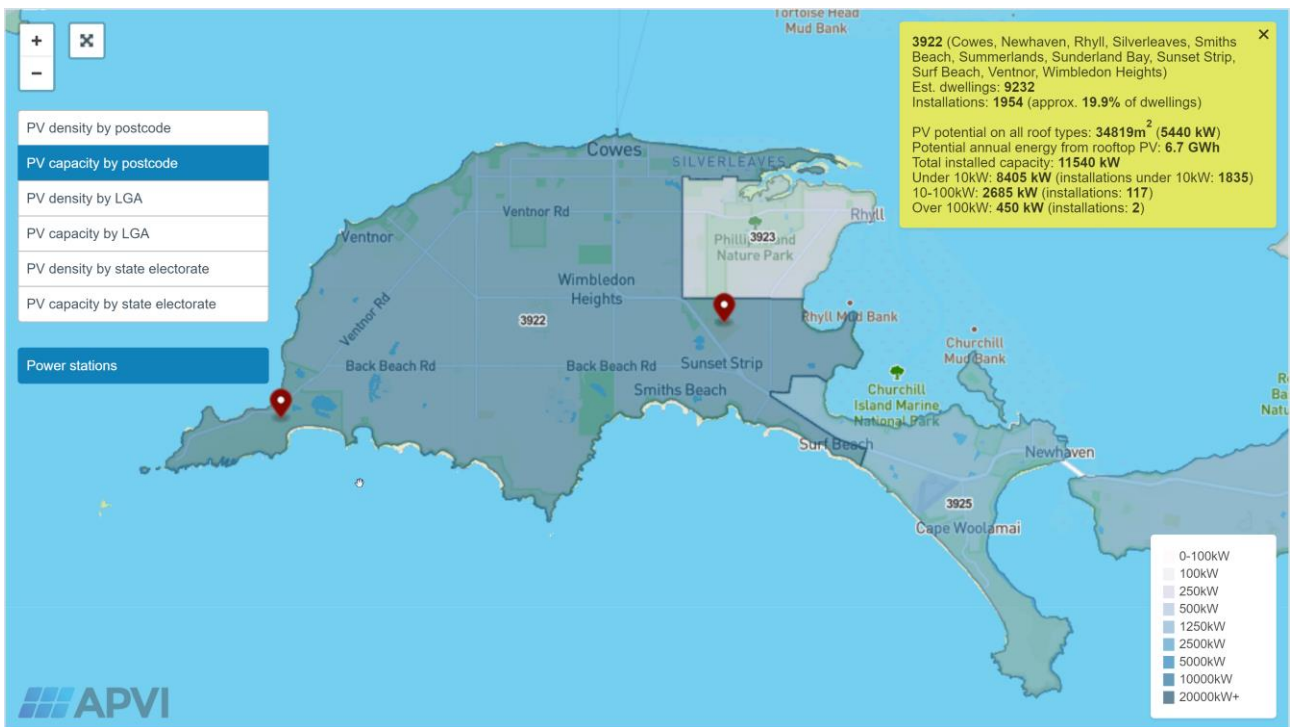 Tortoise Head
Mud Bank
+
−
PV density by postcode
PV capacity by postcode
PV density by LGA
PV capacity by LGA
PV density by state electorate
PV capacity by state electorate
Power stations
3922 (Cowes, Newhaven, Rhyll, Silverleaves, Smiths
Beach, Summerlands, Sunderland Bay, Sunset Strip,
Surf Beach, Ventnor, Wimbledon Heights)
Est. dwellings: 9232
Installations: 1954 (approx. 19.9% of dwellings)
PV potential on all roof types: 34819m² (5440 kW)
Potential annual energy from rooftop PV: 6.7 GWh
Total installed capacity: 11540 kW
Under 10kW: 8405 kW (installations under 10kW: 1835)
10-100kW: 2685 kW (installations: 117)
Over 100kW: 450 kW (installations: 2)
Cowes
SILVERLEAVES
Ventnor Rd
Rhyll
Ventnor
3923
Phillip Island
Nature Park
Wimbledon
Heights
Ventnor Rd
3922
Rhyll Mud Bank
Churchill
Mud Bank
Back Beach Rd
Back Beach Rd
Sunset Strip
Smiths Beach
Churchill
Island Marine
National Park
Surf Beach
Newhaven
3925
Cape Woolamai
0-100kW
100kW
250kW
500kW
1250kW
2500kW
5000kW
10000kW
20000kW+
APVI